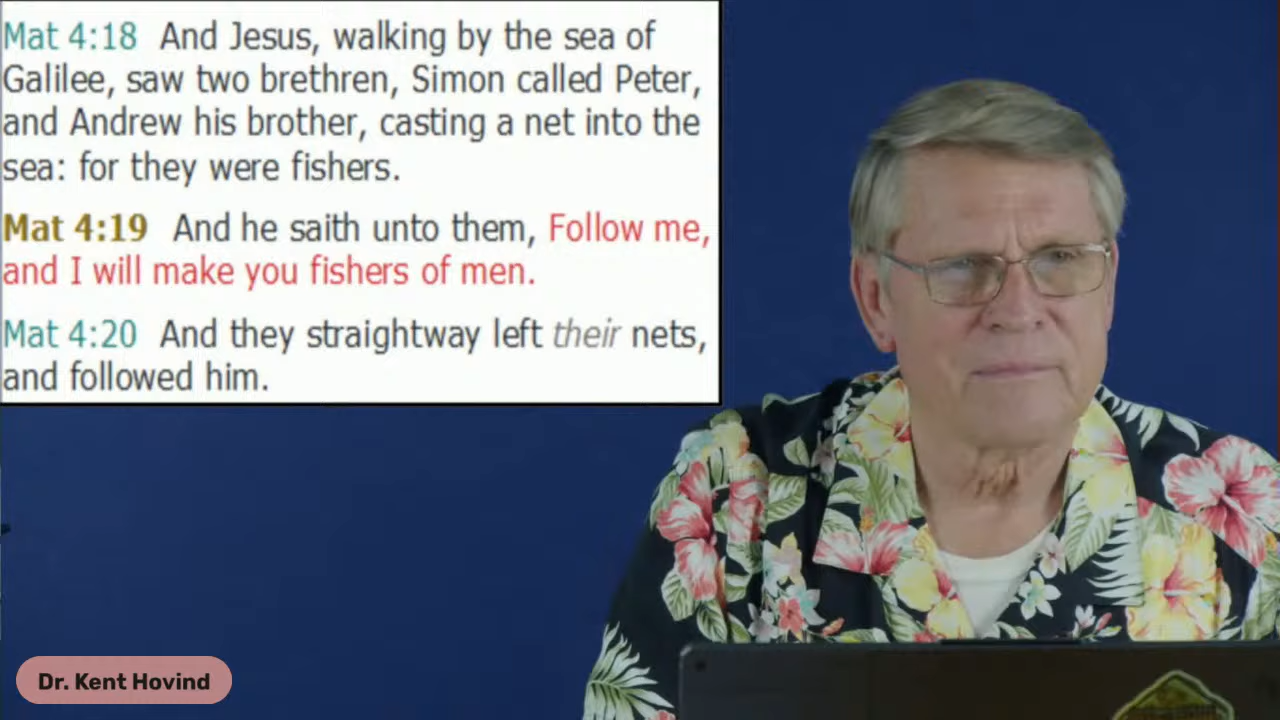 Mat 4:18 And Jesus, walking by the sea of
Galilee, saw two brethren, Simon called Peter,
and Andrew his brother, casting a net into the
sea: for they were fishers.
Mat 4:19 And he saith unto them, Follow me,
and I will make you fishers of men.
Mat 4:20 And they straightway left their nets,
and followed him.
Dr. Kent Hovind